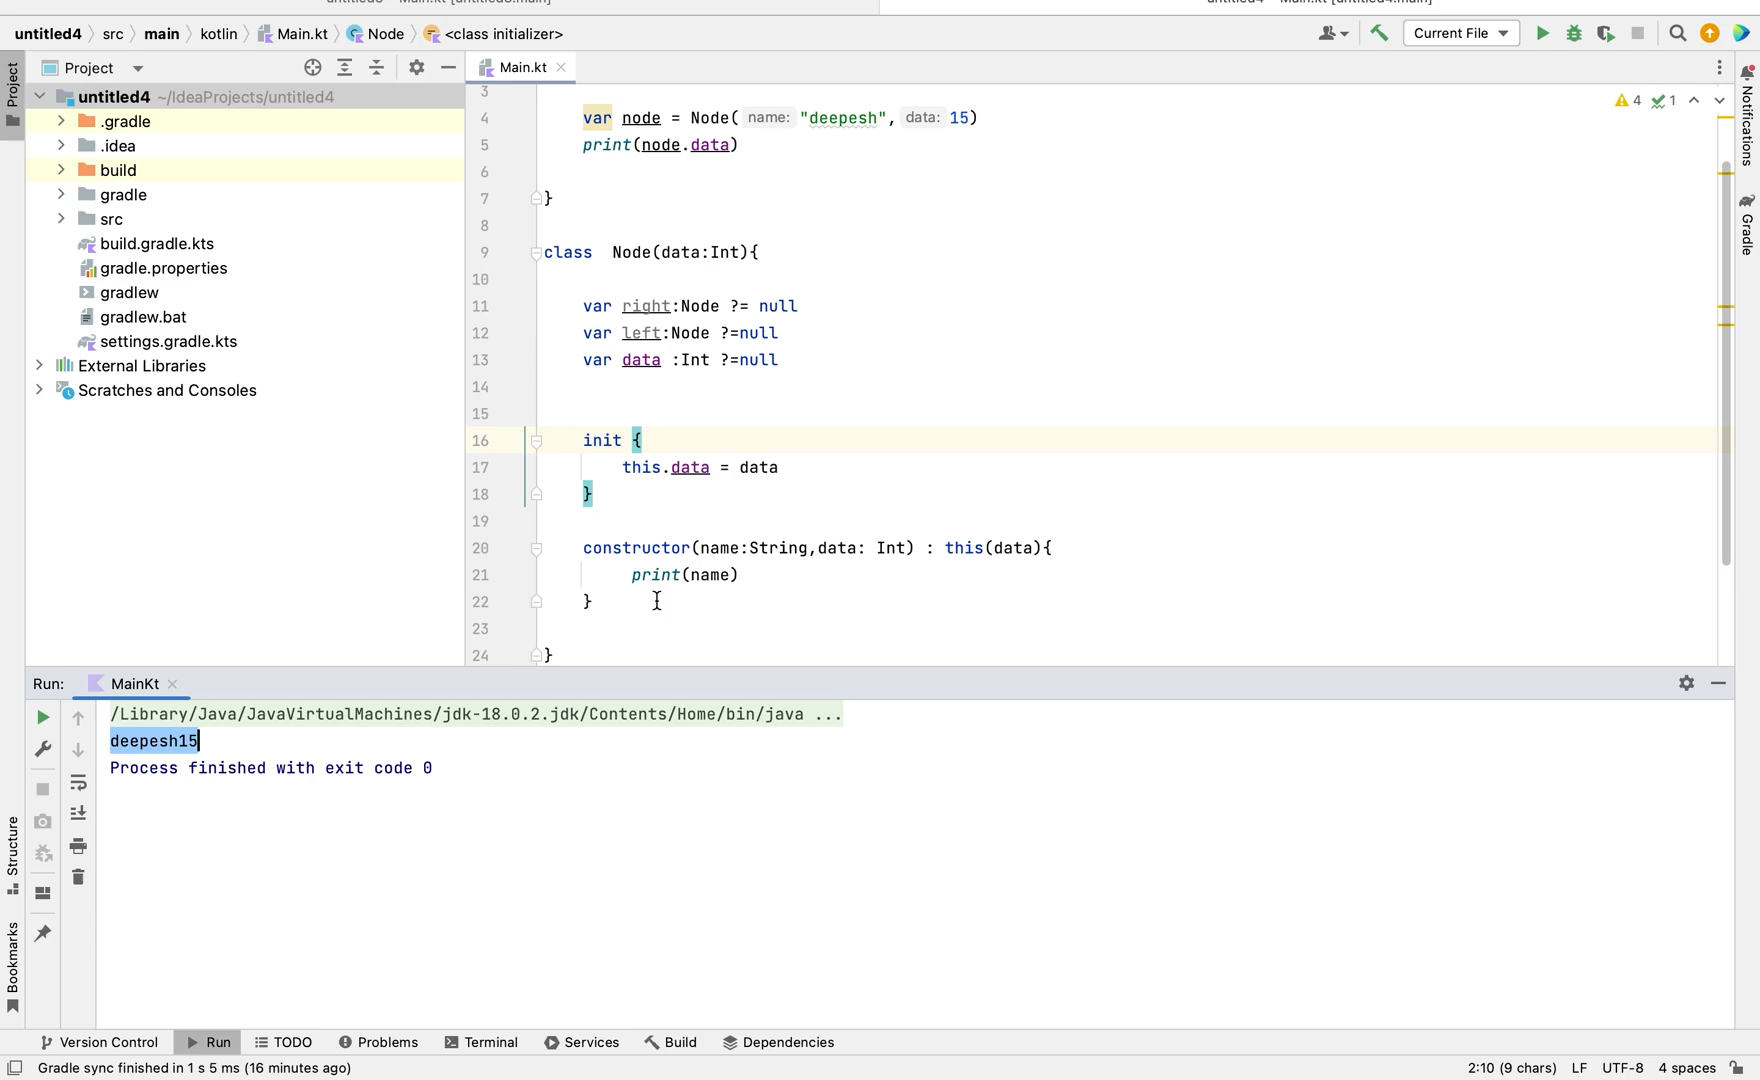 untitled4 src main kotlin Main.kt Node <class initializer> Current File
Project
Main.kt
untitled4 ~/IdeaProjects/untitled4
.gradle
.idea
build
gradle
src
build.gradle.kts
gradle.properties
gradlew
gradlew.bat
settings.gradle.kts
External Libraries
Scratches and Consoles
Project
Structure
Bookmarks
3
4 var node = Node( name: "deepesh", data: 15)
5 print(node.data)
6
7 }
8
9 class Node(data:Int){
10
11 var right:Node ?= null
12 var left:Node ?=null
13 var data :Int ?=null
14
15
16 init {
17 this.data = data
18 }
19
20 constructor(name:String,data: Int) : this(data){
21 print(name)
22 }
23
24 }
4 1
Notifications
Gradle
Run: MainKt
/Library/Java/JavaVirtualMachines/jdk-18.0.2.jdk/Contents/Home/bin/java ...
deepesh15
Process finished with exit code 0
Version Control Run TODO Problems Terminal Services Build Dependencies
Gradle sync finished in 1 s 5 ms (16 minutes ago) 2:10 (9 chars) LF UTF-8 4 spaces